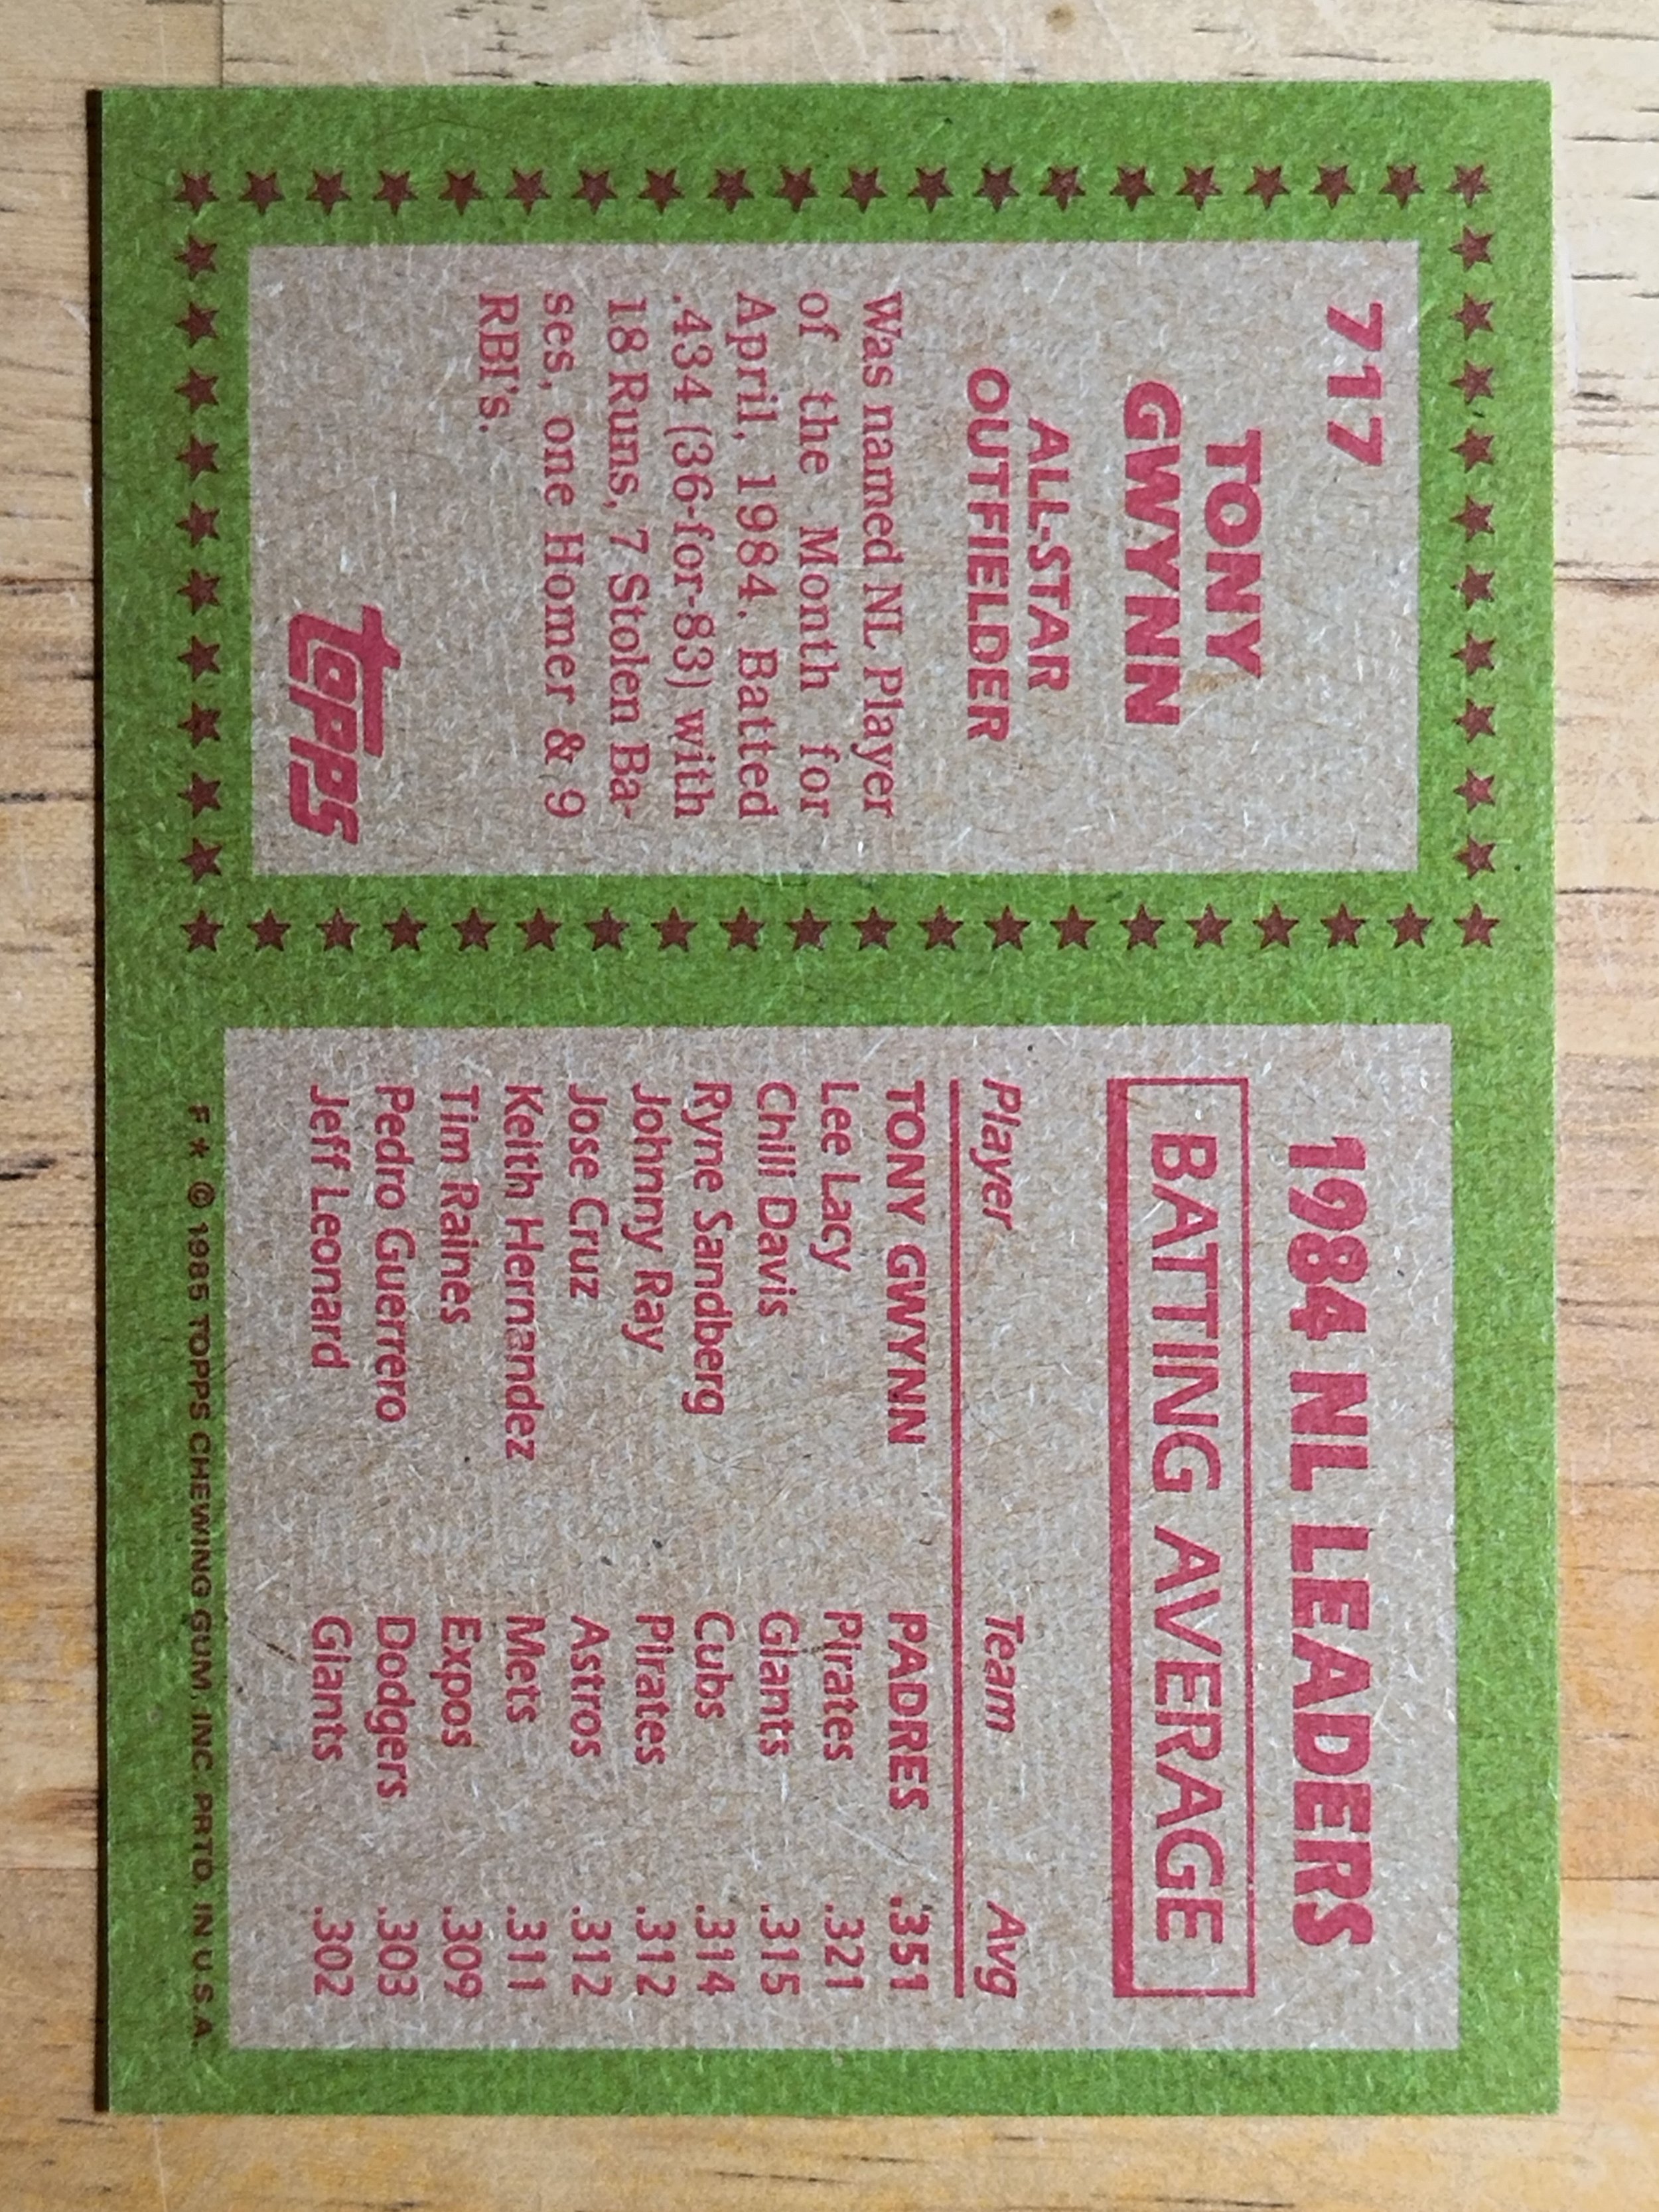 717
TONY
GWYNN
ALL-STAR
OUTFIELDER
Was named NL Player
of the Month for
April, 1984. Batted
.434 (36-for-83) with
18 Runs, 7 Stolen Ba-
ses, one Homer & 9
RBI's.
topps
1984 NL LEADERS
BATTING AVERAGE
Player Team Avg
TONY GWYNN PADRES .351
Lee Lacy Pirates .321
Chili Davis Giants .315
Ryne Sandberg Cubs .314
Johnny Ray Pirates .312
Jose Cruz Astros .312
Keith Hernandez Mets .311
Tim Raines Expos .309
Pedro Guerrero Dodgers .303
Jeff Leonard Giants .302
F* © 1985 TOPPS CHEWING GUM, INC. PRTD. IN U.S.A.